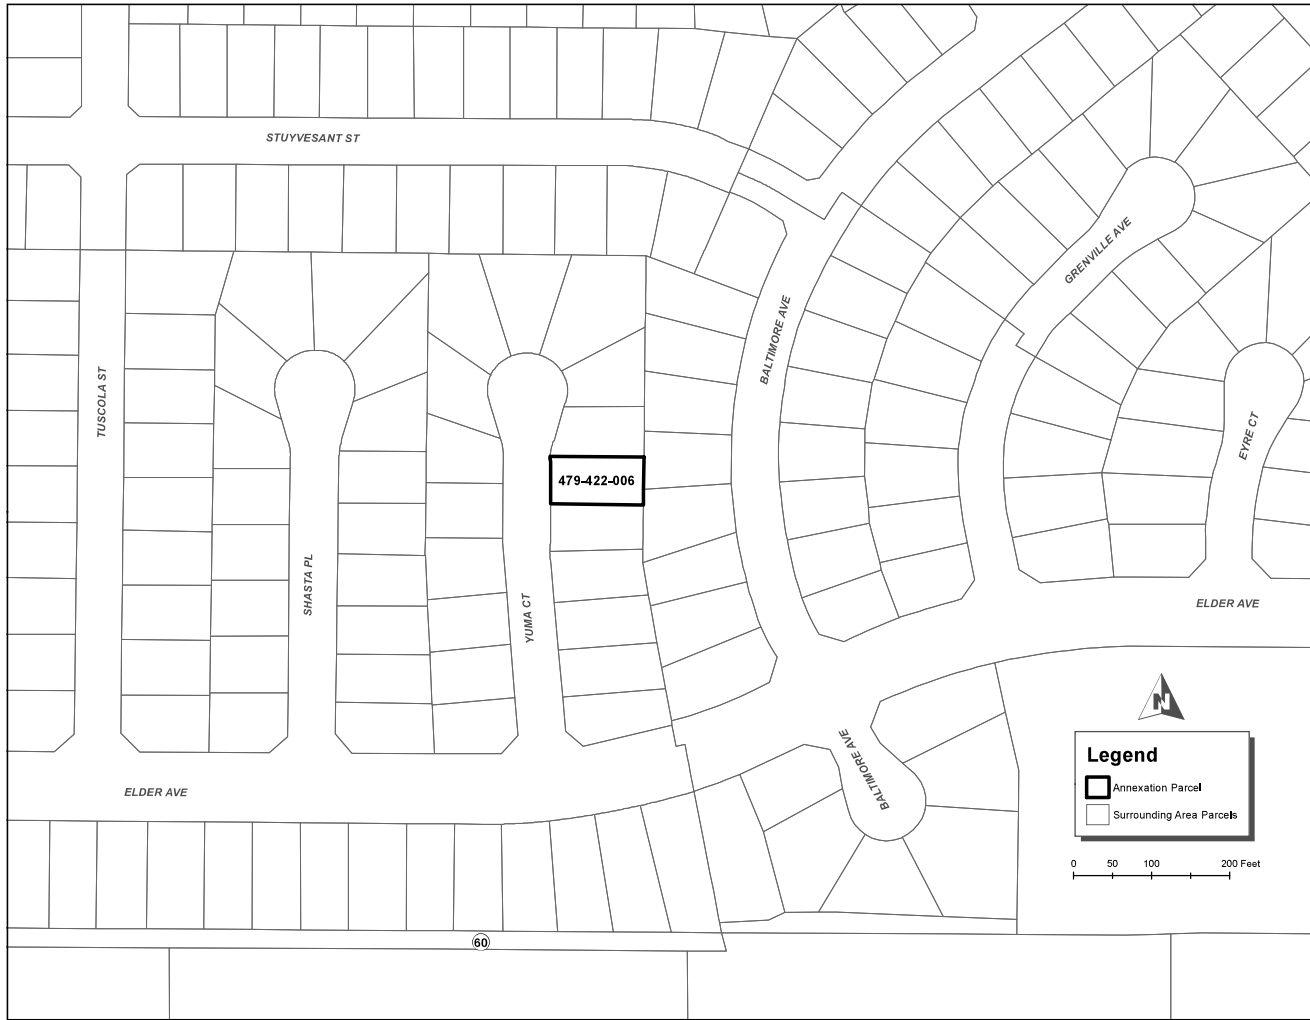 STUYVESANT ST
GRENVILLE AVE
BALTIMORE AVE
TUSCOLA ST
EYRE CT
479-422-006
SHASTA PL
YUMA CT
ELDER AVE
N
BALTIMORE AVE
Legend
Annexation Parcel
Surrounding Area Parcels
ELDER AVE
0 50 100 200 Feet
60